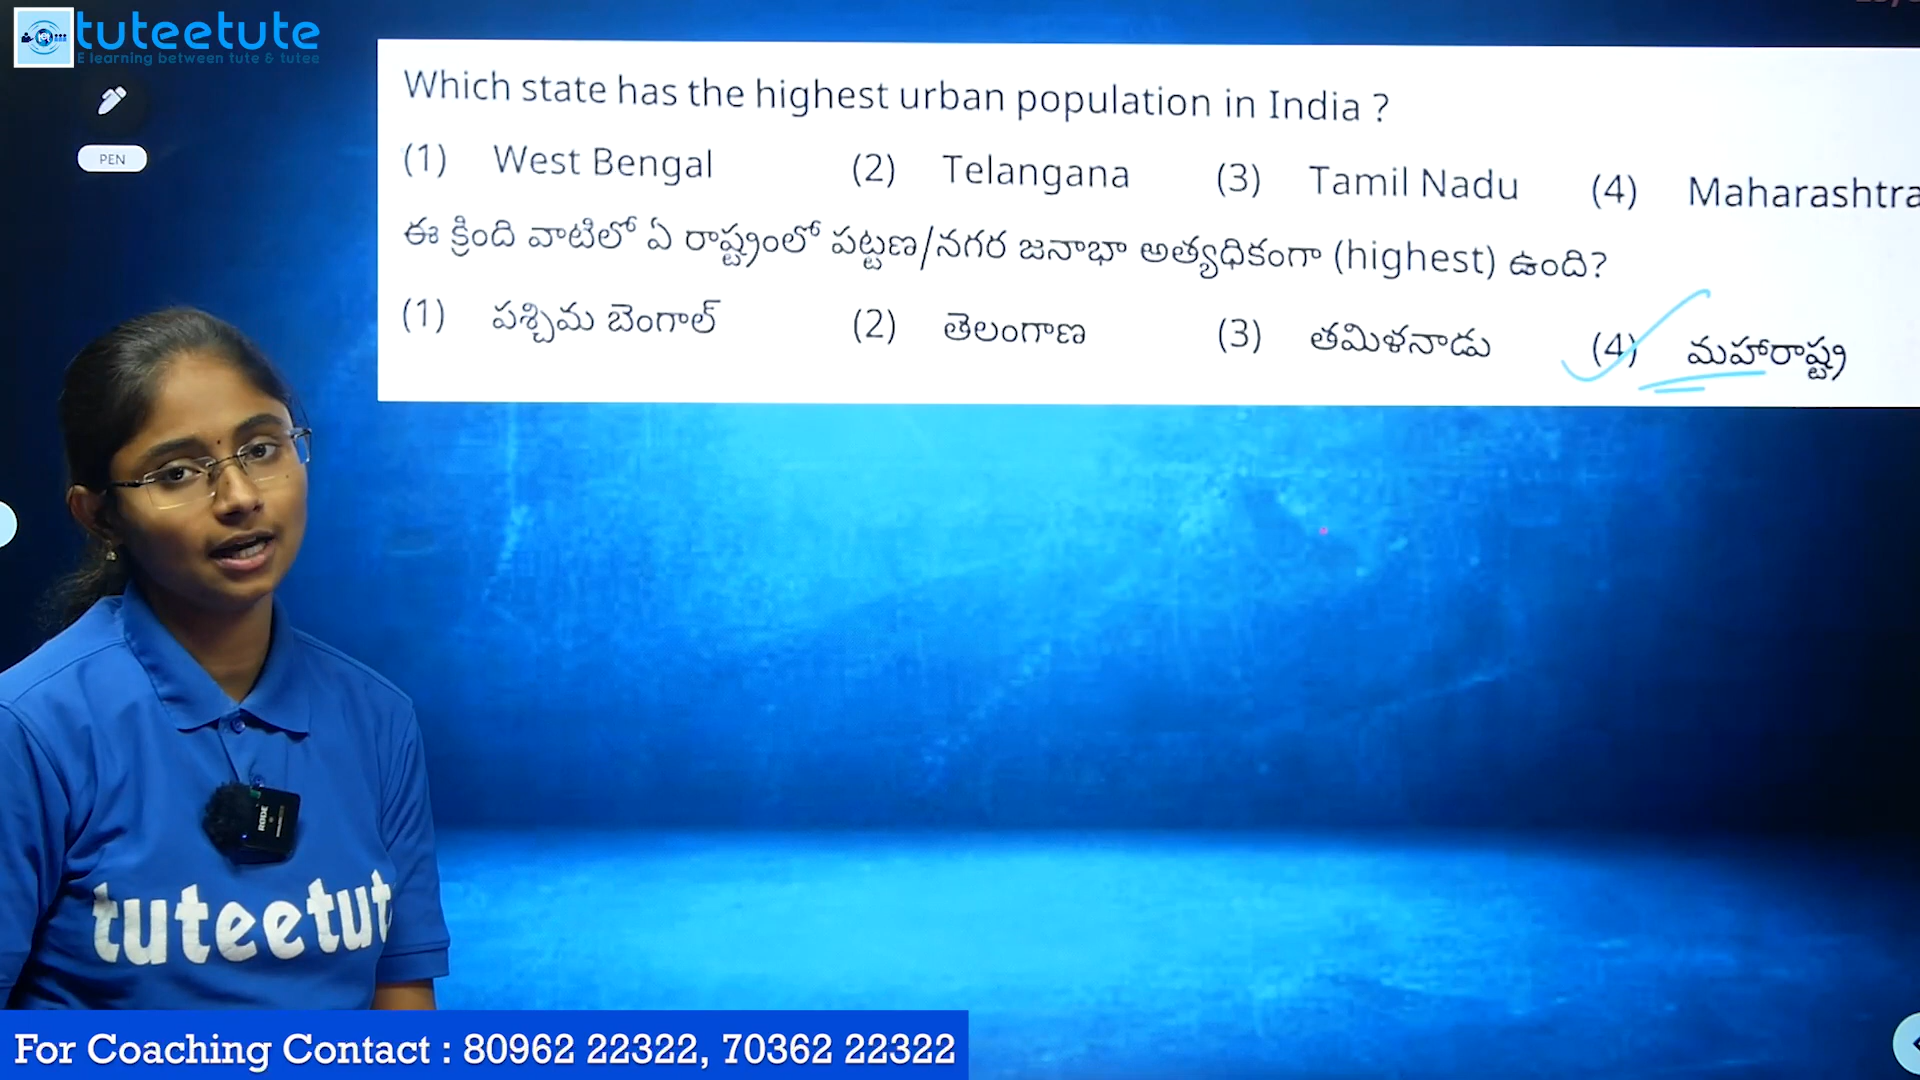 tuteetute
E learning between tute & tutee
PEN
Which state has the highest urban population in India ?
(1) West Bengal (2) Telangana (3) Tamil Nadu (4) Maharashtra
ఈ క్రింది వాటిలో ఏ రాష్ట్రంలో పట్టణ/నగర జనాభా అత్యధికంగా (highest) ఉంది?
(1) పశ్చిమ బెంగాల్ (2) తెలంగాణ (3) తమిళనాడు (4) మహారాష్ట్ర
RODE
tuteetut
For Coaching Contact : 80962 22322, 70362 22322